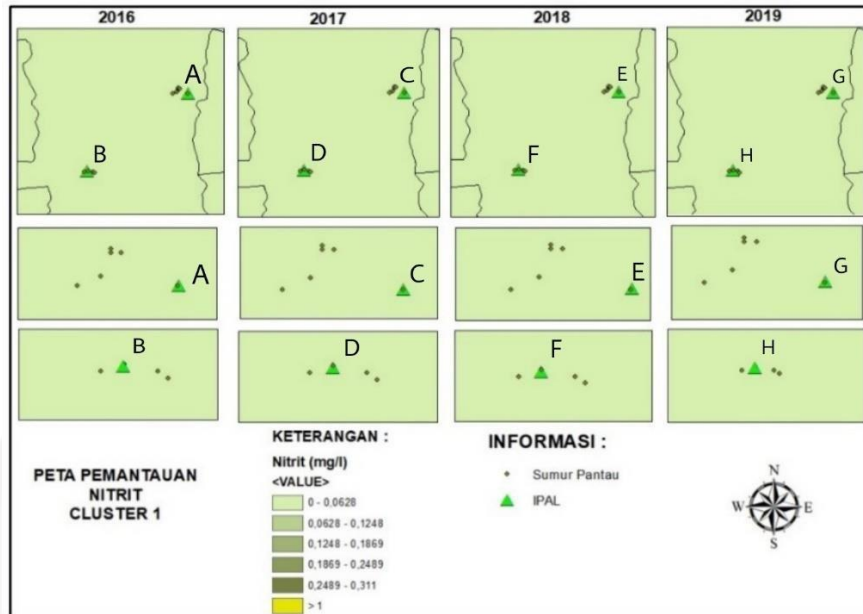 2016 2017 2018 2019
A C E G
B D F H
A C E G
B D F H
PETA PEMANTAUAN
NITRIT
CLUSTER 1
KETERANGAN :
Nitrit (mg/l)
<VALUE>
0 - 0,0628
0,0628 - 0,1248
0,1248 - 0,1869
0,1869 - 0,2489
0,2489 - 0,311
> 1
INFORMASI :
Sumur Pantau
IPAL
N
W E
S